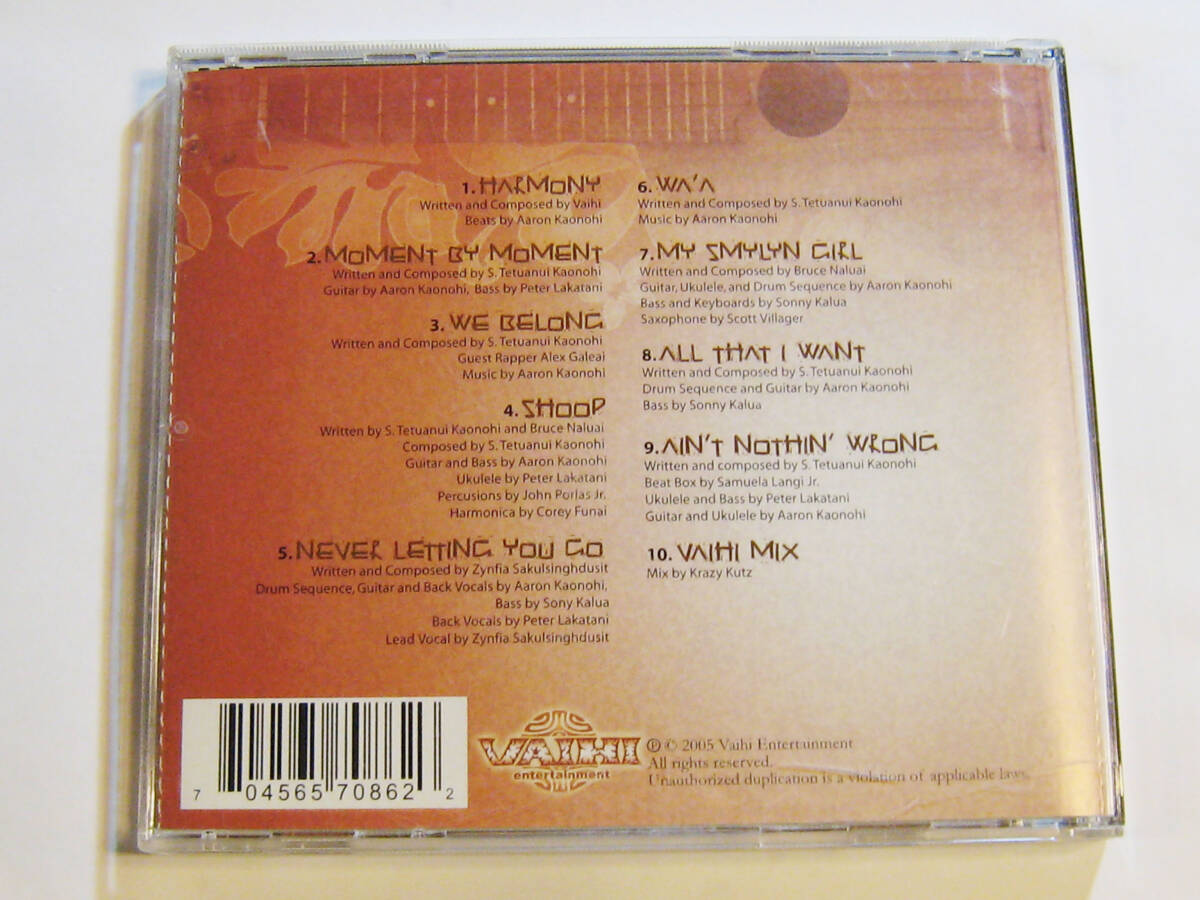 1. HARMONY
Written and Composed by Vaihi
Beats by Aaron Kaonohi
2. MOMENT BY MOMENT
Written and Composed by S. Tetuanui Kaonohi
Guitar by Aaron Kaonohi, Bass by Peter Lakatani
3. WE BELONG
Written and Composed by S. Tetuanui Kaonohi
Guest Rapper Alex Galeai
Music by Aaron Kaonohi
4. SHOOP
Written by S. Tetuanui Kaonohi and Bruce Naluai
Composed by S. Tetuanui Kaonohi
Guitar and Bass by Aaron Kaonohi
Ukulele by Peter Lakatani
Percusions by John Porlas Jr.
Harmonica by Corey Funai
5. NEVER LETTING YOU GO
Written and Composed by Zynfia Sakulsinghdusit
Drum Sequence, Guitar and Back Vocals by Aaron Kaonohi,
Bass by Sony Kalua
Back Vocals by Peter Lakatani
Lead Vocal by Zynfia Sakulsinghdusit
6. WA'A
Written and Composed by S. Tetuanui Kaonohi
Music by Aaron Kaonohi
7. MY SMYLYN GIRL
Written and Composed by Bruce Naluai
Guitar, Ukulele, and Drum Sequence by Aaron Kaonohi
Bass and Keyboards by Sonny Kalua
Saxophone by Scott Villager
8. ALL THAT I WANT
Written and Composed by S. Tetuanui Kaonohi
Drum Sequence and Guitar by Aaron Kaonohi
Bass by Sonny Kalua
9. AIN'T NOTHIN' WRONG
Written and composed by S. Tetuanui Kaonohi
Beat Box by Samuela Langi Jr.
Ukulele and Bass by Peter Lakatani
Guitar and Ukulele by Aaron Kaonohi
10. VAIHI MIX
Mix by Krazy Kutz
7 04565 70862 2
VAIHI
entertainment
℗ © 2005 Vaihi Entertainment
All rights reserved.
Unauthorized duplication is a violation of applicable laws.